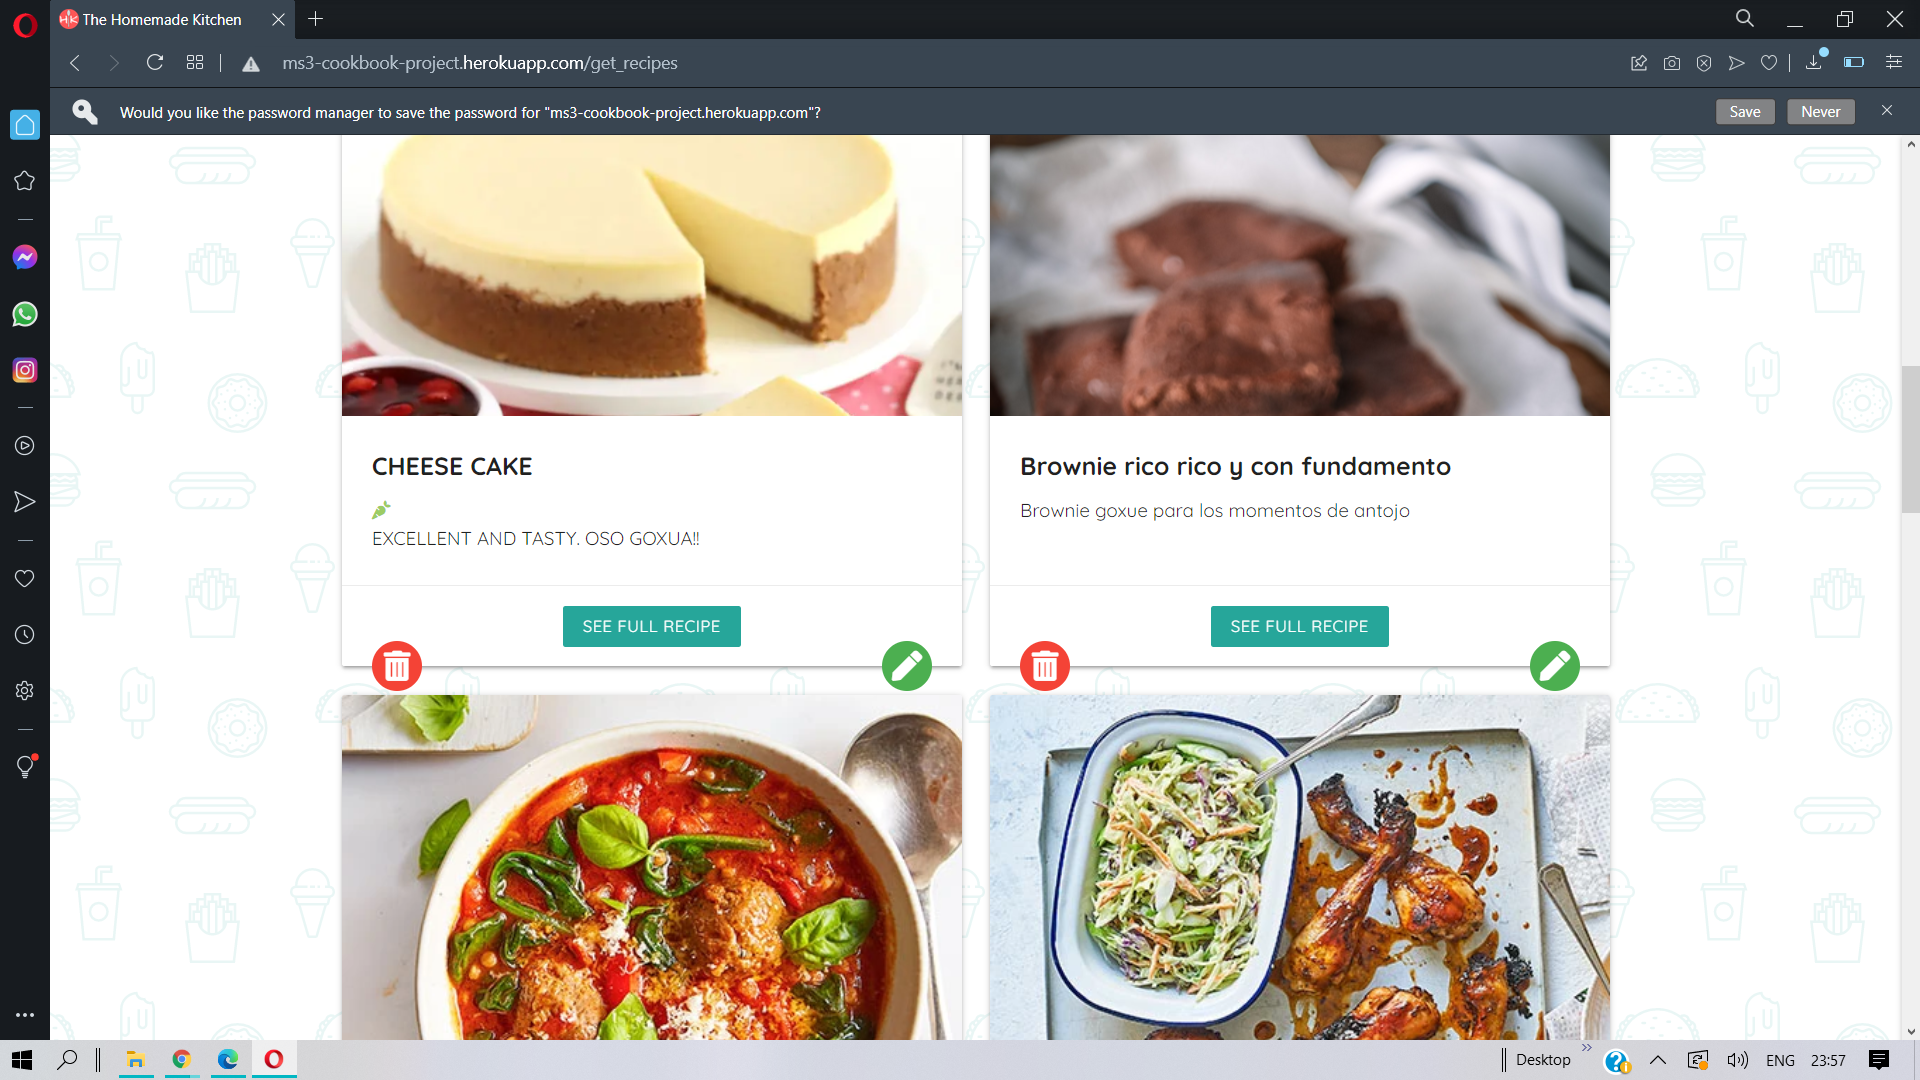 The Homemade Kitchen
ms3-cookbook-project.herokuapp.com/get_recipes
Would you like the password manager to save the password for "ms3-cookbook-project.herokuapp.com"?
Save
Never
CHEESE CAKE
EXCELLENT AND TASTY. OSO GOXUA!!
SEE FULL RECIPE
Brownie rico rico y con fundamento
Brownie goxue para los momentos de antojo
SEE FULL RECIPE
Desktop
ENG
23:57